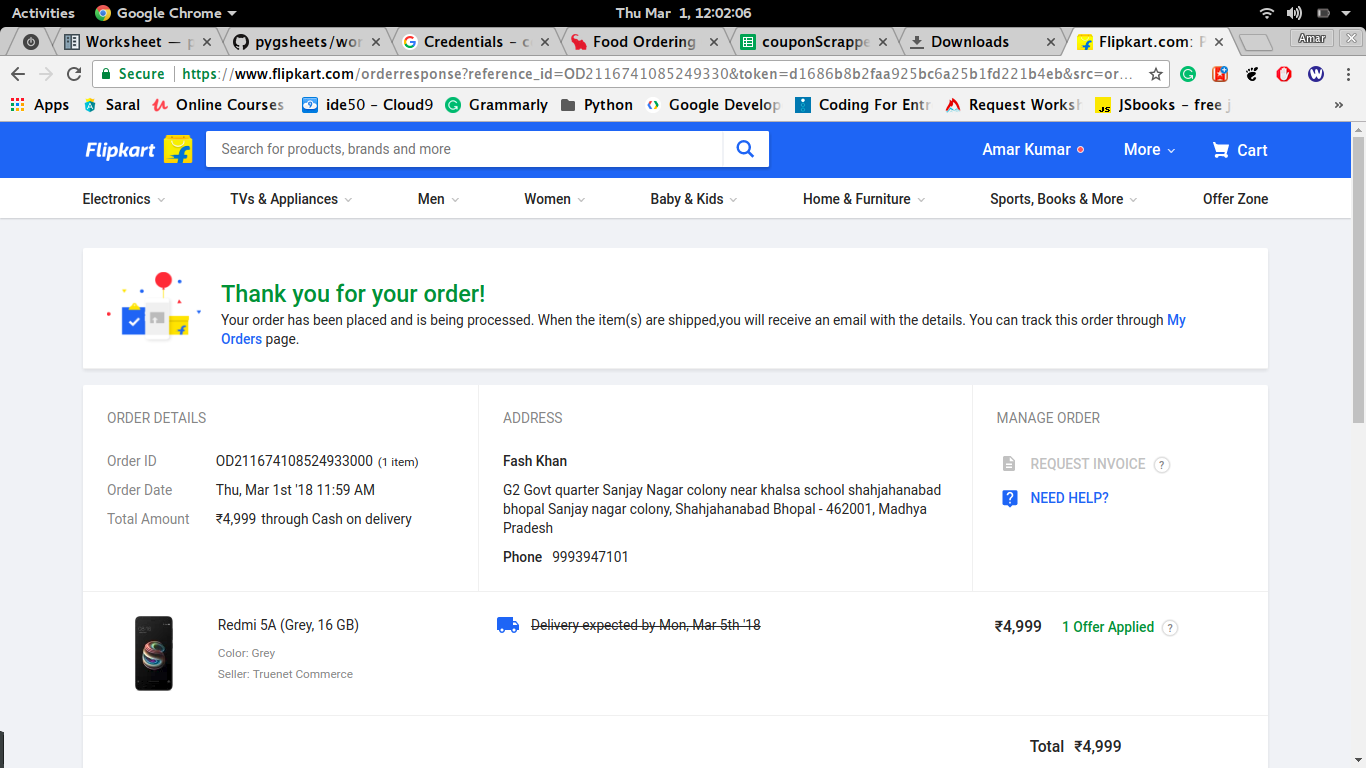 Activities Google Chrome Thu Mar 1, 12:02:06
Worksheet — p pygsheets/wor Credentials – c Food Ordering couponScrappe Downloads Flipkart.com: P Amar
Secure https://www.flipkart.com/orderresponse?reference_id=OD2116741085249330&token=d1686b8b2faa925bc6a25b1fd221b4eb&src=or...
Apps Saral Online Courses ide50 – Cloud9 Grammarly Python Google Develop Coding For Entr Request Worksh JSbooks – free j »
Flipkart Search for products, brands and more Amar Kumar More Cart
Electronics TVs & Appliances Men Women Baby & Kids Home & Furniture Sports, Books & More Offer Zone
Thank you for your order!
Your order has been placed and is being processed. When the item(s) are shipped,you will receive an email with the details. You can track this order through My
Orders page.
ORDER DETAILS
Order ID OD211674108524933000 (1 item)
Order Date Thu, Mar 1st '18 11:59 AM
Total Amount ₹4,999 through Cash on delivery
ADDRESS
Fash Khan
G2 Govt quarter Sanjay Nagar colony near khalsa school shahjahanabad
bhopal Sanjay nagar colony, Shahjahanabad Bhopal - 462001, Madhya
Pradesh
Phone 9993947101
MANAGE ORDER
REQUEST INVOICE ?
NEED HELP?
Redmi 5A (Grey, 16 GB)
Color: Grey
Seller: Truenet Commerce
Delivery expected by Mon, Mar 5th '18
₹4,999 1 Offer Applied ?
Total ₹4,999